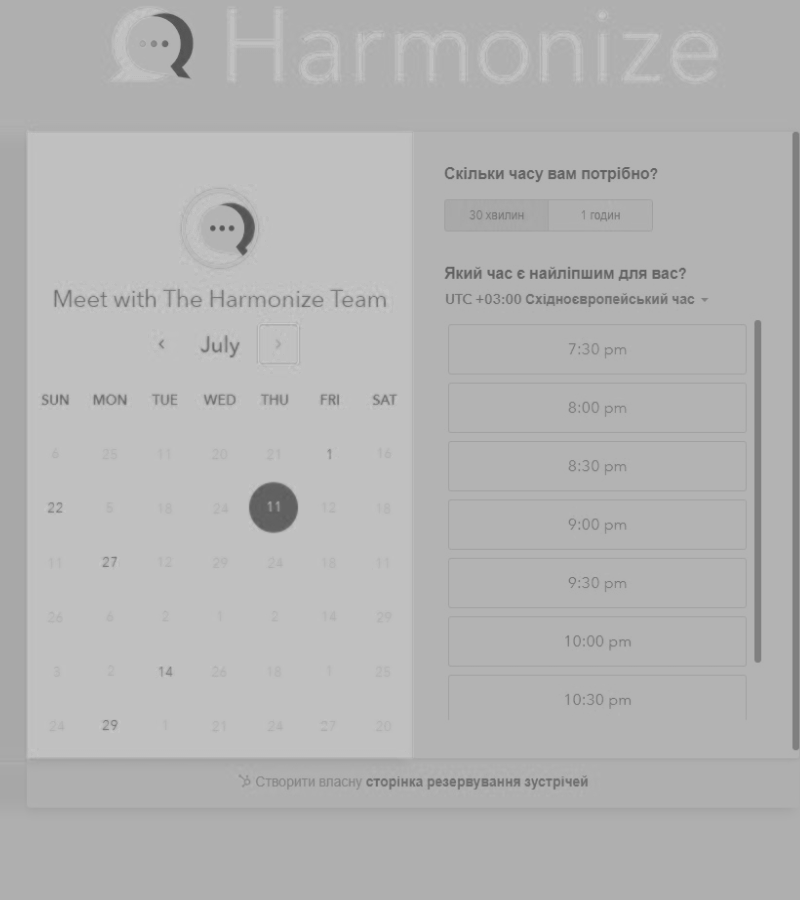 Harmonize
Meet with The Harmonize Team
July
SUN MON TUE WED THU FRI SAT
6 25 11 20 21 1 16
22 8 18 24 11 12 18
11 27 12 29 24 18 11
26 6 2 1 2 14 29
3 2 14 26 18 1 25
24 29 1 21 24 27 20
Скільки часу вам потрібно?
30 хвилин 1 годин
Який час є найліпшим для вас?
UTC +03:00 Східноєвропейський час
7:30 pm
8:00 pm
8:30 pm
9:00 pm
9:30 pm
10:00 pm
10:30 pm
Створити власну сторінка резервування зустрічей